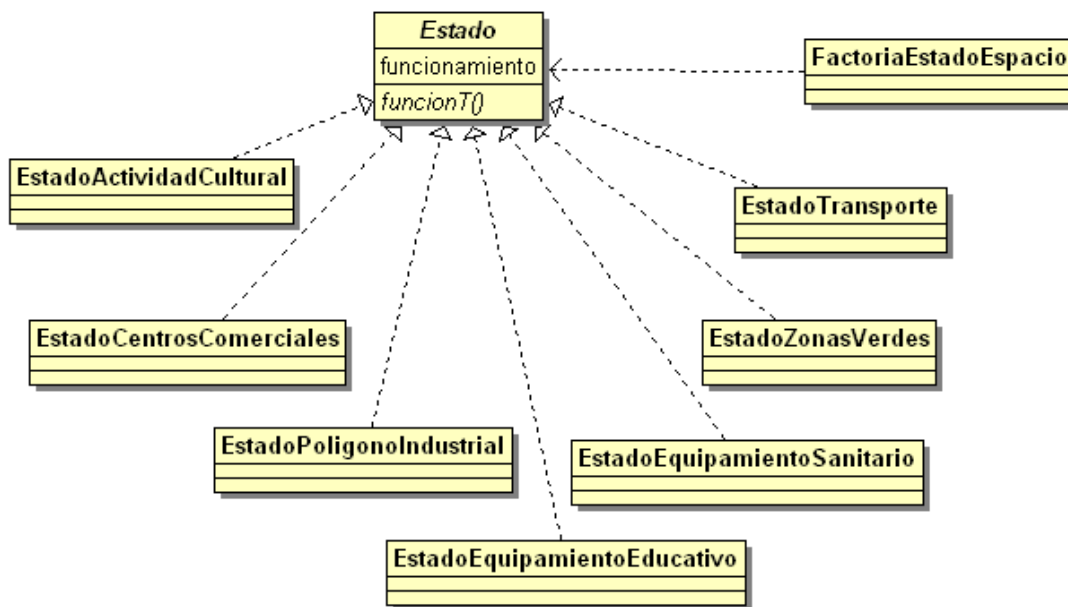 Estado
funcionamiento
funcionT()
FactoriaEstadoEspacio
EstadoActividadCultural
EstadoTransporte
EstadoCentrosComerciales
EstadoZonasVerdes
EstadoPoligonoIndustrial
EstadoEquipamientoSanitario
EstadoEquipamientoEducativo